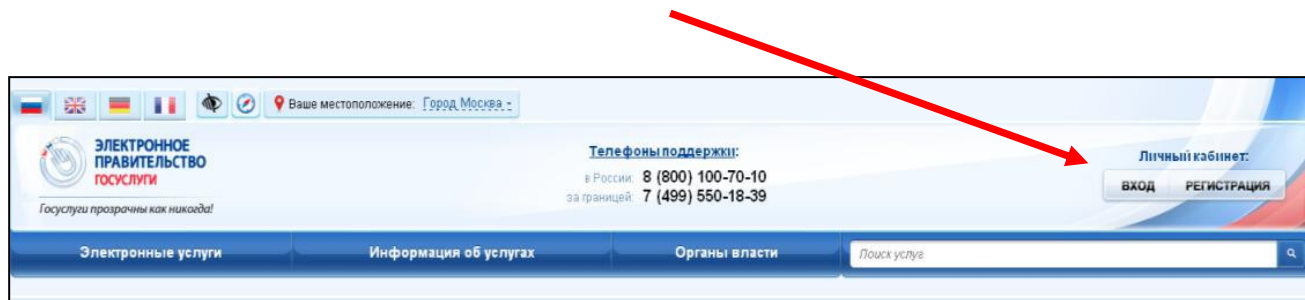 Ваше местоположение: Город Москва
ЭЛЕКТРОННОЕ
ПРАВИТЕЛЬСТВО
ГОСУСЛУГИ
Госуслуги прозрачны как никогда!
Телефоны поддержки:
в России: 8 (800) 100-70-10
за границей: 7 (499) 550-18-39
Личный кабинет:
ВХОД РЕГИСТРАЦИЯ
Электронные услуги Информация об услугах Органы власти Поиск услуг